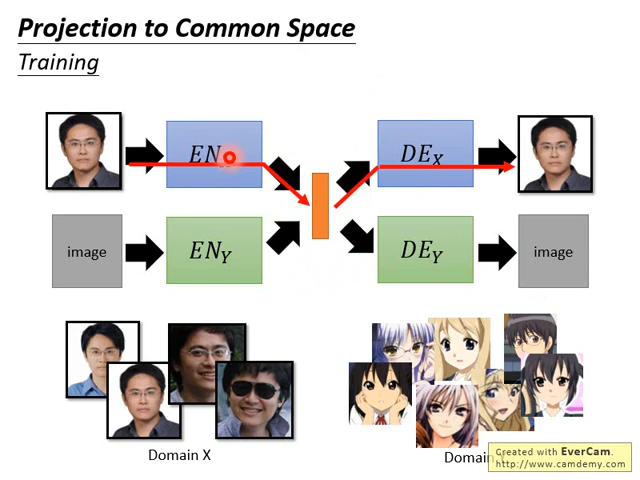 Projection to Common Space
Training
EN
DE_X
image
EN_Y
DE_Y
image
Domain X
Domain
Created with EverCam.
http://www.camdemy.com